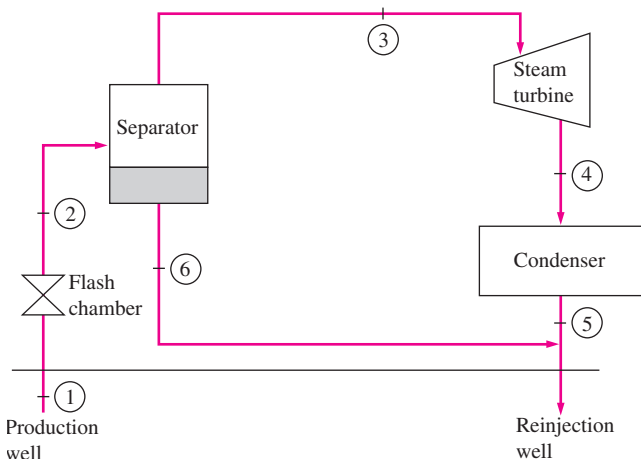 3
Steam
turbine
Separator
4
2
6
Condenser
Flash
chamber
5
1
Production
well
Reinjection
well